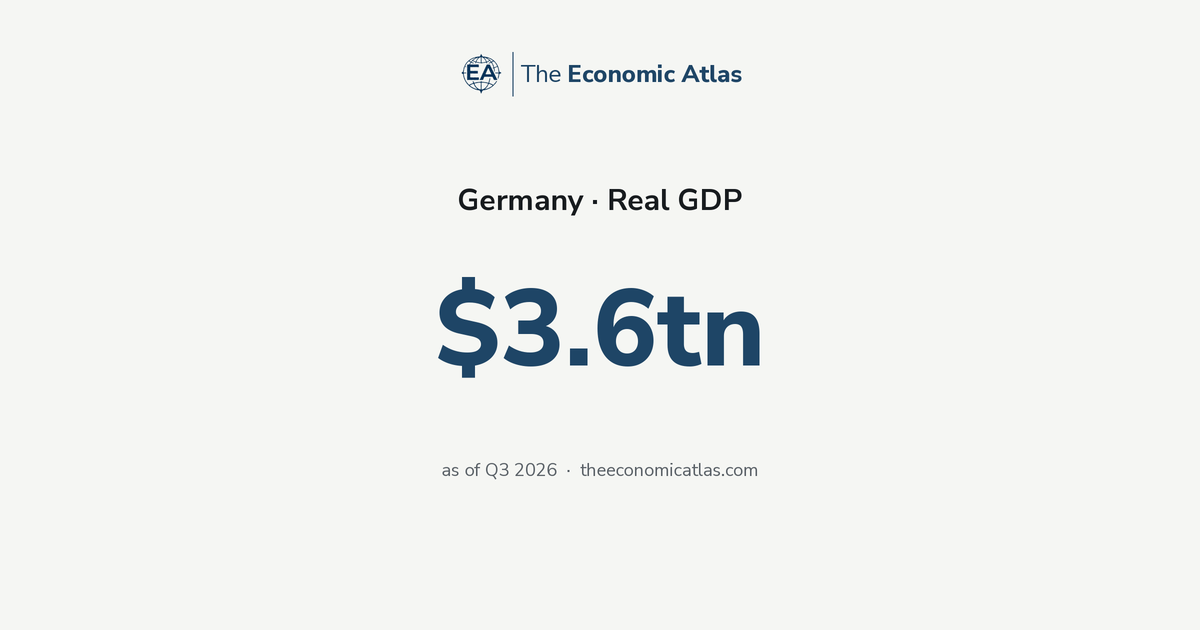 EA The Economic Atlas
Germany · Real GDP
$3.6tn
as of Q3 2026 · theeconomicatlas.com